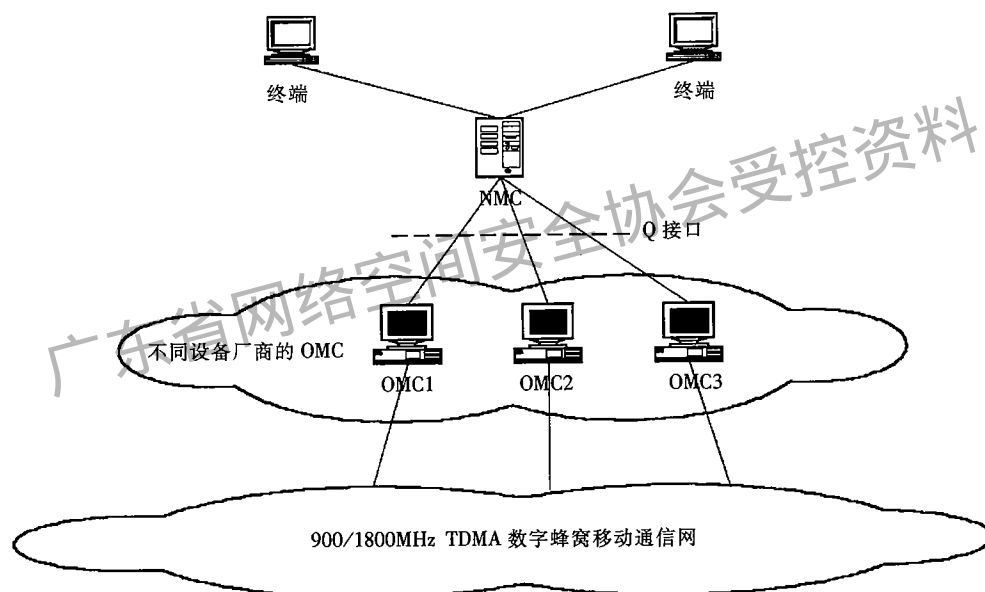 终端
终端
NMC
Q 接口
不同设备厂商的 OMC
OMC1
OMC2
OMC3
900/1800MHz TDMA 数字蜂窝移动通信网
广东省网络空间安全协会受控资料